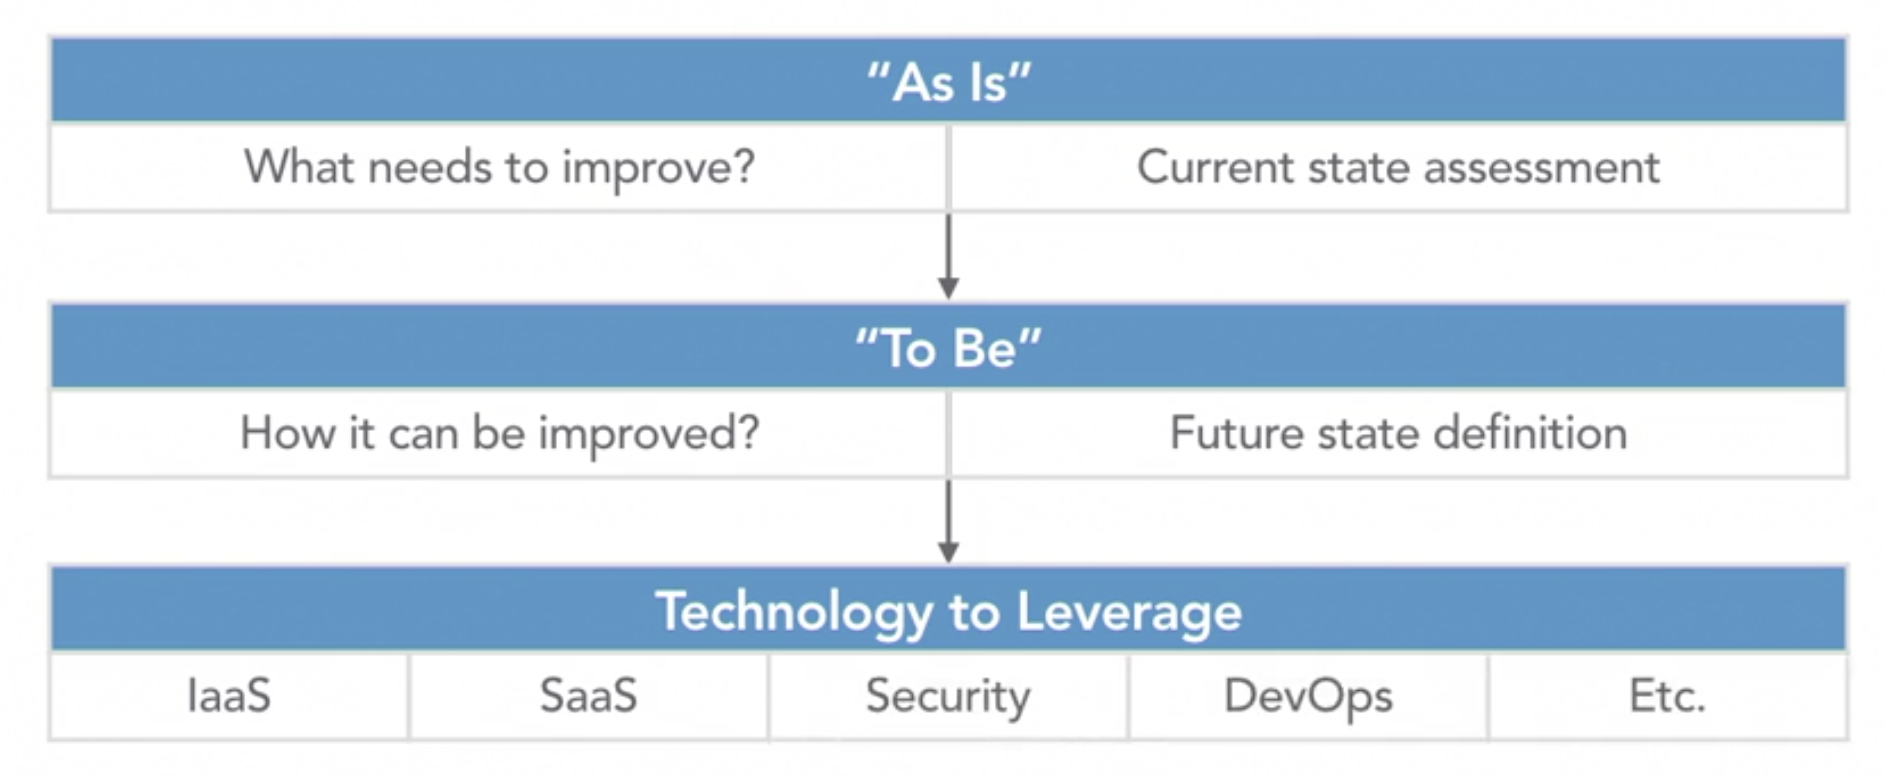 “As Is”
What needs to improve? Current state assessment
“To Be”
How it can be improved? Future state definition
Technology to Leverage
IaaS SaaS Security DevOps Etc.